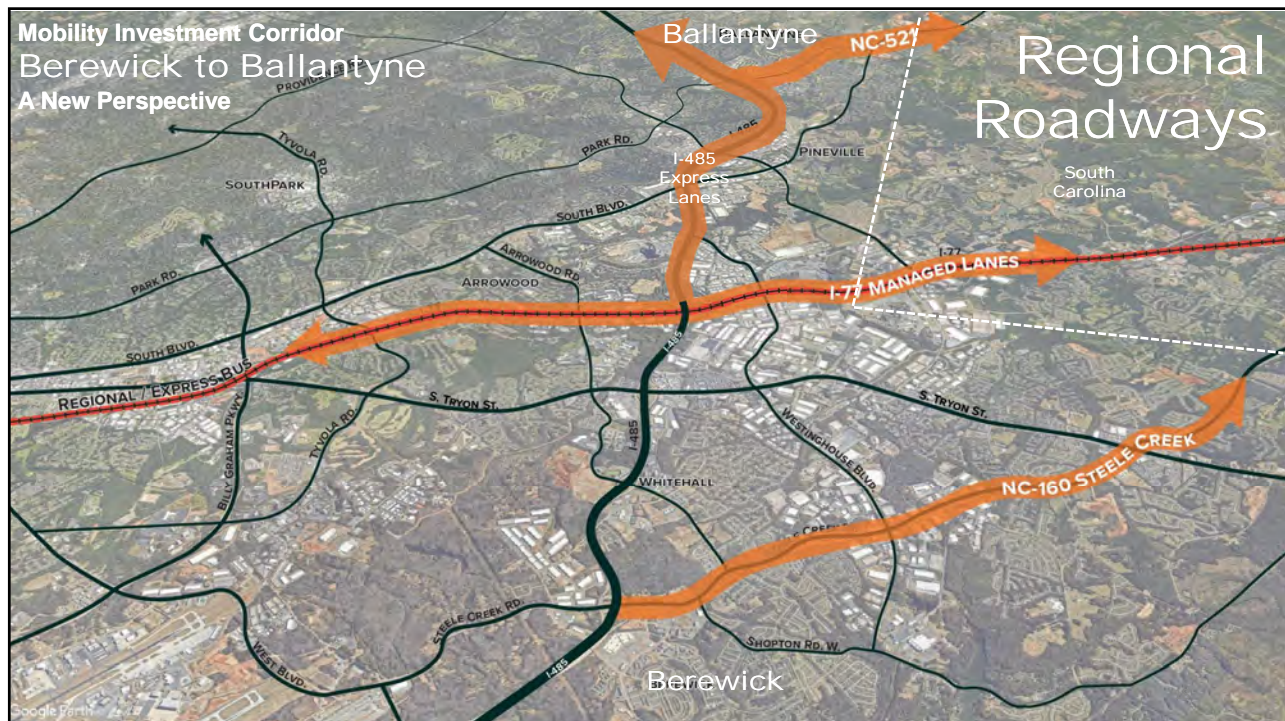 Mobility Investment Corridor
Berewick to Ballantyne
A New Perspective
Ballantyne
NC-521
Regional
Roadways
South
Carolina
TYVOLA RD.
SOUTHPARK
PARK RD.
I-485
PINEVILLE
I-485
Express
Lanes
SOUTH BLVD.
PARK RD.
ARROWOOD RD.
ARROWOOD
I-77
I-77 MANAGED LANES
SOUTH BLVD.
I-485
REGIONAL / EXPRESS BUS
BILLY GRAHAM PKWY.
TYVOLA RD.
S. TRYON ST.
S. TRYON ST.
I-485
WESTINGHOUSE BLVD.
WHITEHALL
NC-160 STEELE CREEK
CREEK
STEELE CREEK RD.
SHOPTON RD. W.
WEST BLVD.
I-485
Berewick
Google Earth